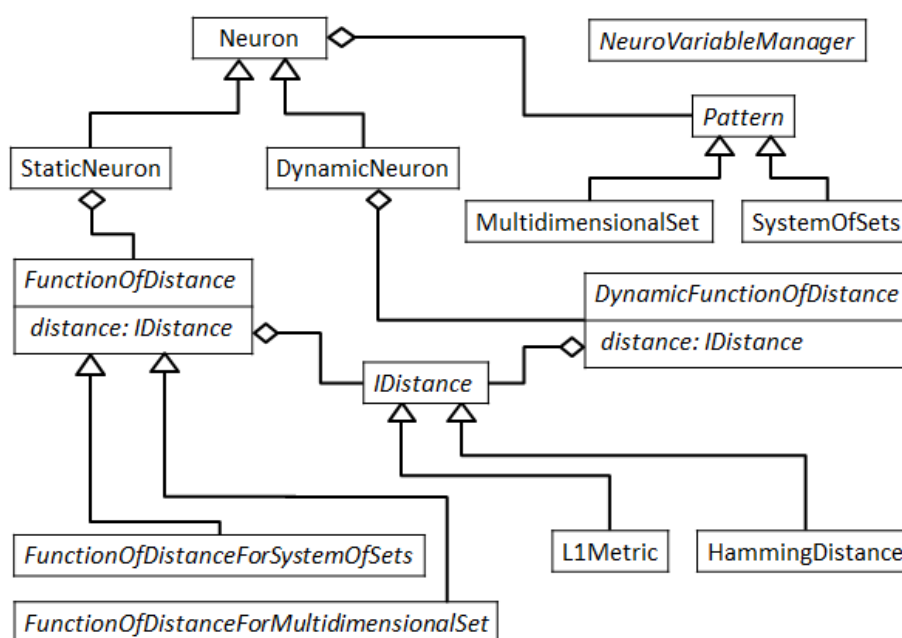 Neuron
NeuroVariableManager
Pattern
StaticNeuron
DynamicNeuron
MultidimensionalSet
SystemOfSets
FunctionOfDistance
distance: IDistance
DynamicFunctionOfDistance
distance: IDistance
IDistance
L1Metric
HammingDistance
FunctionOfDistanceForSystemOfSets
FunctionOfDistanceForMultidimensionalSet